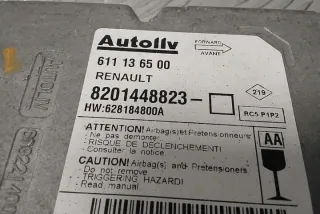 Autoliv
FORWARD
AVANT
611 13 65 00
RENAULT
8201448823-
219
HW:628184800A
RC5 P1P2
ATTENTION! Airbag(s) et Prétensionneurs
- Ne pas démonter
- RISQUE DE DECLENCHEMENT!
- Consulter la notice
AA
CAUTION! Airbag(s) and Pretensioners
- Do not remove
- TRIGGERING HAZARD!
- Read manual
AUTOLIV